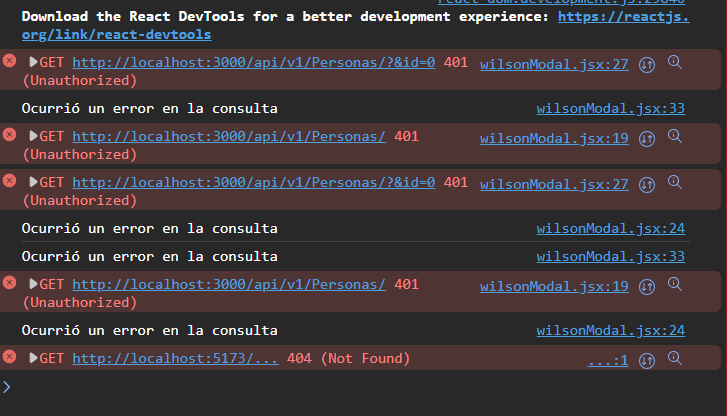 react-dom.development.js:29840
Download the React DevTools for a better development experience: https://reactjs.
org/link/react-devtools
GET http://localhost:3000/api/v1/Personas/?&id=0 401 wilsonModal.jsx:27
(Unauthorized)
Ocurrió un error en la consulta wilsonModal.jsx:33
GET http://localhost:3000/api/v1/Personas/ 401 wilsonModal.jsx:19
(Unauthorized)
GET http://localhost:3000/api/v1/Personas/?&id=0 401 wilsonModal.jsx:27
(Unauthorized)
Ocurrió un error en la consulta wilsonModal.jsx:24
Ocurrió un error en la consulta wilsonModal.jsx:33
GET http://localhost:3000/api/v1/Personas/ 401 wilsonModal.jsx:19
(Unauthorized)
Ocurrió un error en la consulta wilsonModal.jsx:24
GET http://localhost:5173/... 404 (Not Found) ...:1